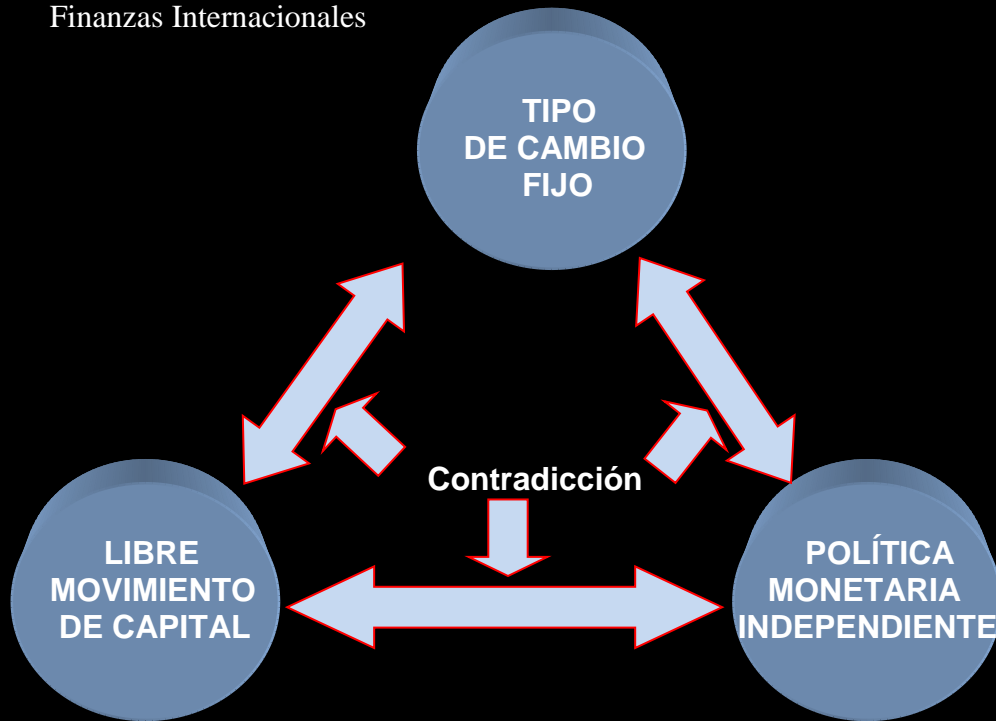 Finanzas Internacionales
TIPO
DE CAMBIO
FIJO
Contradicción
LIBRE
MOVIMIENTO
DE CAPITAL
POLÍTICA
MONETARIA
INDEPENDIENTE